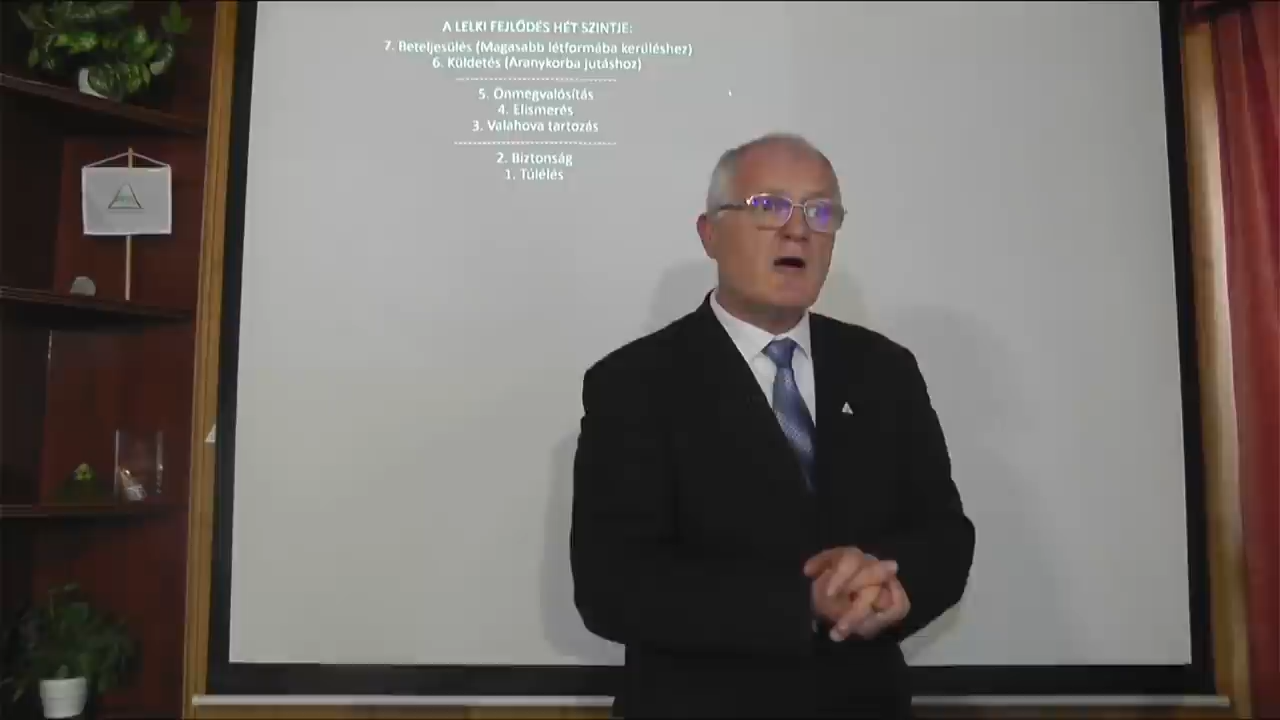 A LELKI FEJLŐDÉS HÉT SZINTJE:
7. Beteljesülés (Magasabb létformába kerüléshez)
6. Küldetés (Aranykorba jutáshoz)
5. Önmegvalósítás
4. Elismerés
3. Valahova tartozás
2. Biztonság
1. Túlélés